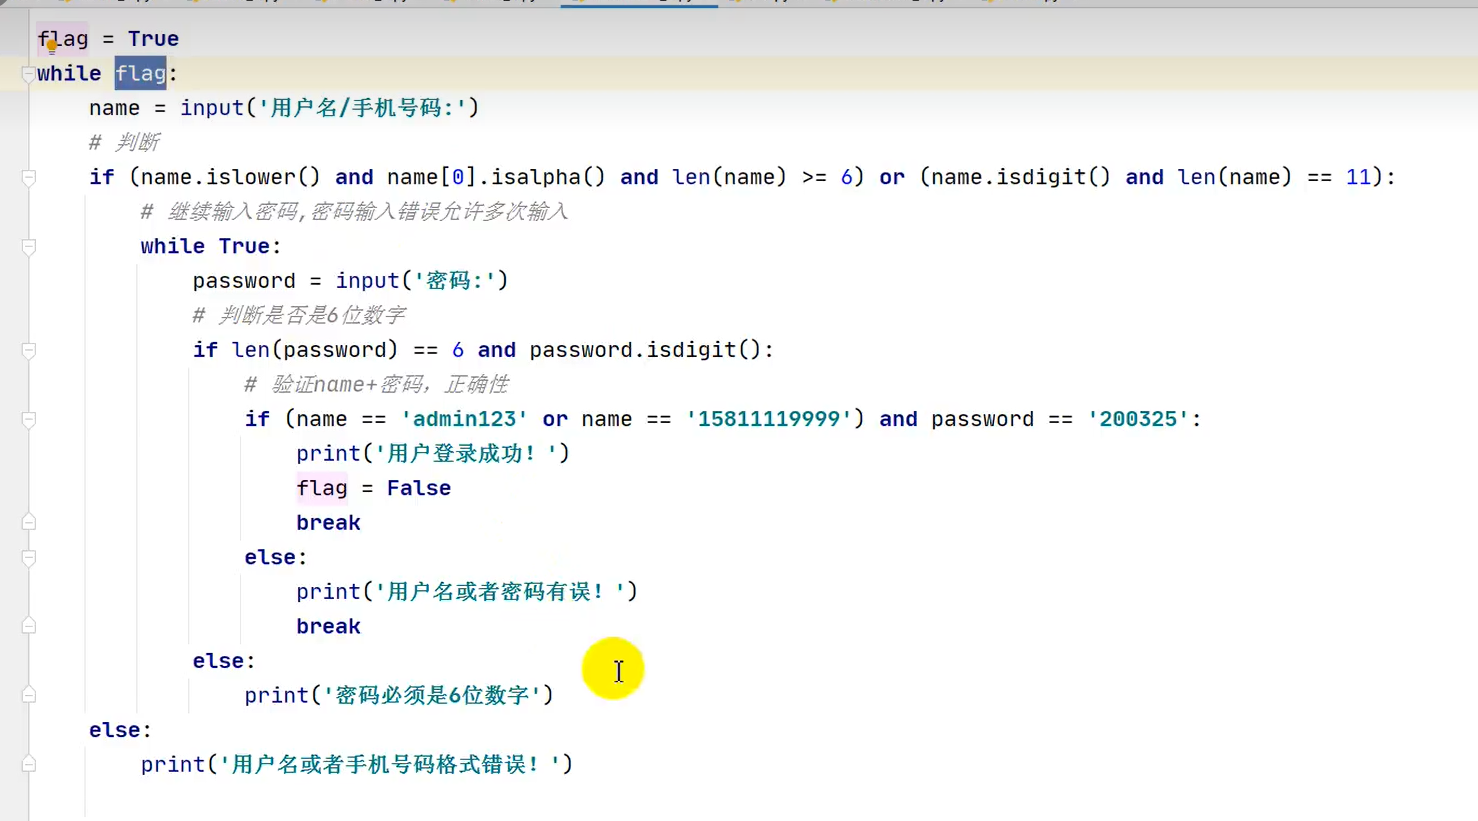 flag = True
while flag:
name = input('用户名/手机号码:')
# 判断
if (name.islower() and name[0].isalpha() and len(name) >= 6) or (name.isdigit() and len(name) == 11):
# 继续输入密码,密码输入错误允许多次输入
while True:
password = input('密码:')
# 判断是否是6位数字
if len(password) == 6 and password.isdigit():
# 验证name+密码，正确性
if (name == 'admin123' or name == '15811119999') and password == '200325':
print('用户登录成功！')
flag = False
break
else:
print('用户名或者密码有误！')
break
else:
print('密码必须是6位数字')
else:
print('用户名或者手机号码格式错误！')